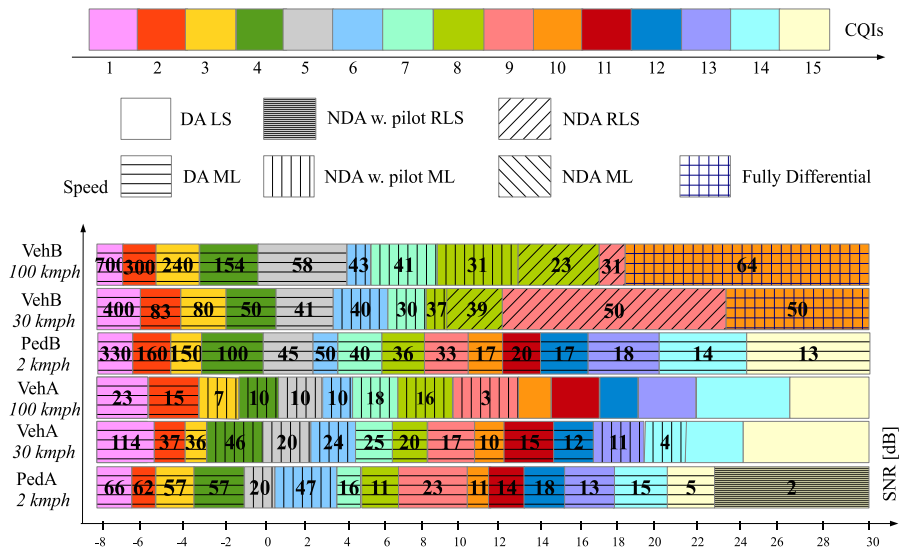 CQIs
1 2 3 4 5 6 7 8 9 10 11 12 13 14 15
DA LS NDA w. pilot RLS NDA RLS
Speed DA ML NDA w. pilot ML NDA ML Fully Differential
VehB
100 kmph
700 300 240 154 58 43 41 31 23 31 64
VehB
30 kmph
400 83 80 50 41 40 30 37 39 50 50
PedB
2 kmph
330 160 150 100 45 50 40 36 33 17 20 17 18 14 13
VehA
100 kmph
23 15 7 10 10 10 18 16 3
VehA
30 kmph
114 37 36 46 20 24 25 20 17 10 15 12 11 4
PedA
2 kmph
66 62 57 57 20 47 16 11 23 11 14 18 13 15 5 2
SNR [dB]
-8 -6 -4 -2 0 2 4 6 8 10 12 14 16 18 20 22 24 26 28 30